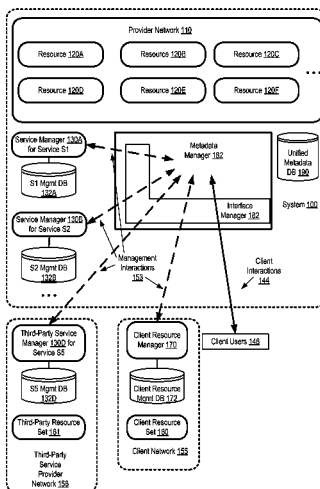 Provider Network 110
Resource 120A
Resource 120B
Resource 120C
Resource 120D
Resource 120E
Resource 120F
...
Service Manager 130A
for Service S1
S1 Mgmt DB
132A
Metadata
Manager 182
Unified
Metadata
DB 190
Service Manager 130B
for Service S2
Interface Manager 182
System 100
S2 Mgmt DB
132B
Management
Interactions
153
Client
Interactions
144
...
Third-Party Service
Manager 130D for
Service S5
Client Resource
Manager 170
Client Users 148
S5 Mgmt DB
132D
Client Resource
Mgmt DB 172
Third-Party Resource
Set 161
Client Resource
Set 160
Third-Party
Service
Provider
Network 156
Client Network 155